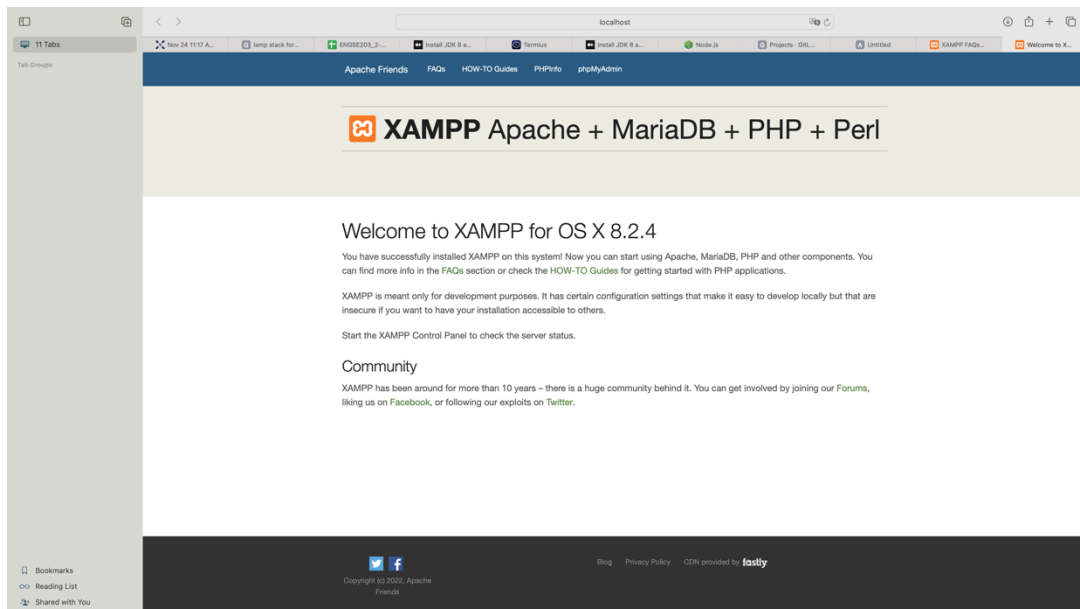 localhost
11 Tabs
Nov 24 11:17 A...
lamp stack for...
ENGSE203_2-...
Install JDK 8 a...
Termius
Install JDK 8 a...
Node.js
Projects · GitL...
Untitled
XAMPP FAQs...
Welcome to X...
Tab Groups
Apache Friends
FAQs
HOW-TO Guides
PHPInfo
phpMyAdmin
XAMPP Apache + MariaDB + PHP + Perl
Welcome to XAMPP for OS X 8.2.4
You have successfully installed XAMPP on this system! Now you can start using Apache, MariaDB, PHP and other components. You
can find more info in the FAQs section or check the HOW-TO Guides for getting started with PHP applications.
XAMPP is meant only for development purposes. It has certain configuration settings that make it easy to develop locally but that are
insecure if you want to have your installation accessible to others.
Start the XAMPP Control Panel to check the server status.
Community
XAMPP has been around for more than 10 years – there is a huge community behind it. You can get involved by joining our Forums,
liking us on Facebook, or following our exploits on Twitter.
Blog
Privacy Policy
CDN provided by fastly
Copyright (c) 2022, Apache
Friends
Bookmarks
Reading List
Shared with You